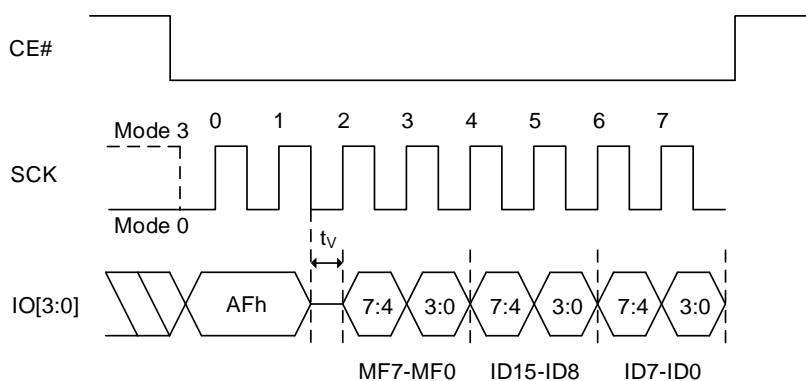 CE#
Mode 3 0 1 2 3 4 5 6 7
SCK
Mode 0
tV
IO[3:0] AFh 7:4 3:0 7:4 3:0 7:4 3:0
MF7-MF0 ID15-ID8 ID7-ID0